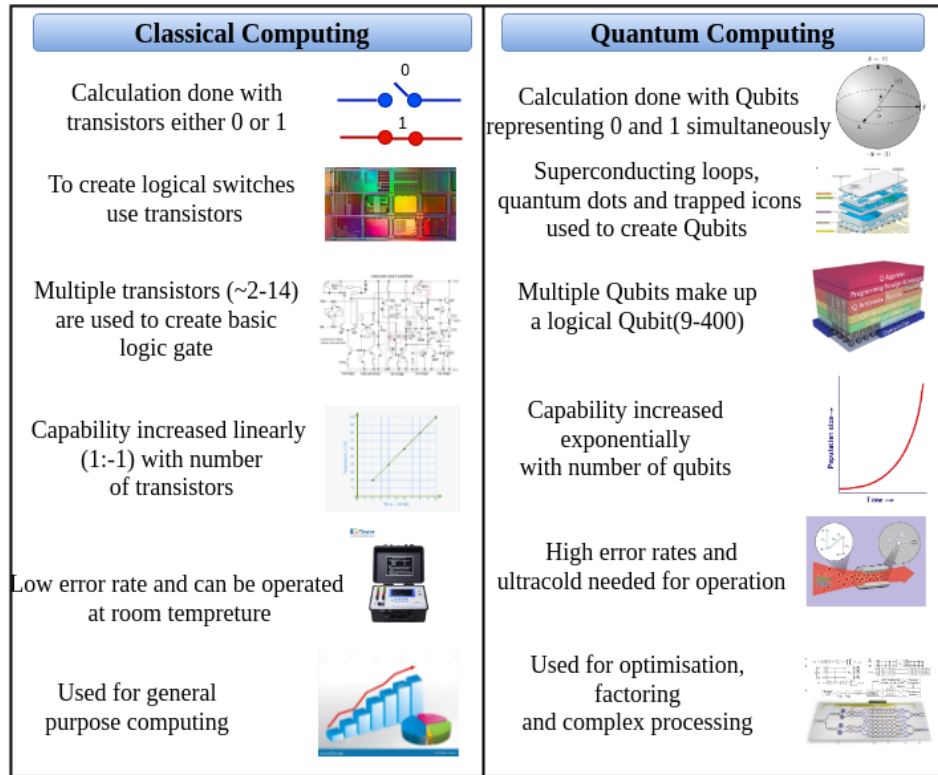 Classical Computing
Quantum Computing
Calculation done with
transistors either 0 or 1
0
1
Calculation done with Qubits
representing 0 and 1 simultaneously
To create logical switches
use transistors
Superconducting loops,
quantum dots and trapped icons
used to create Qubits
Multiple transistors (~2-14)
are used to create basic
logic gate
Multiple Qubits make up
a logical Qubit(9-400)
Capability increased linearly
(1:-1) with number
of transistors
Capability increased
exponentially
with number of qubits
Population size
Time
Low error rate and can be operated
at room tempreture
High error rates and
ultracold needed for operation
Used for general
purpose computing
Used for optimisation,
factoring
and complex processing